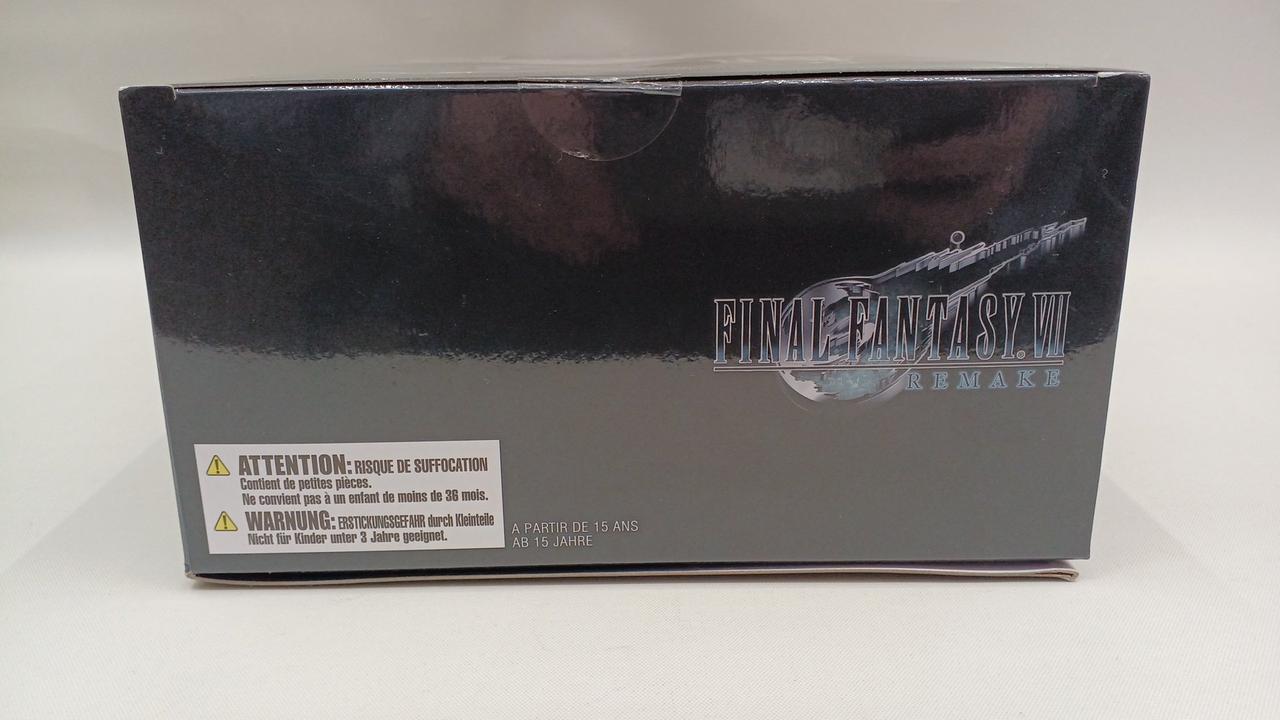 FINAL FANTASY VII
REMAKE
ATTENTION: RISQUE DE SUFFOCATION
Contient de petites pièces.
Ne convient pas à un enfant de moins de 36 mois.
WARNUNG: ERSTICKUNGSGEFAHR durch Kleinteile
Nicht für Kinder unter 3 Jahre geeignet.
A PARTIR DE 15 ANS
AB 15 JAHRE